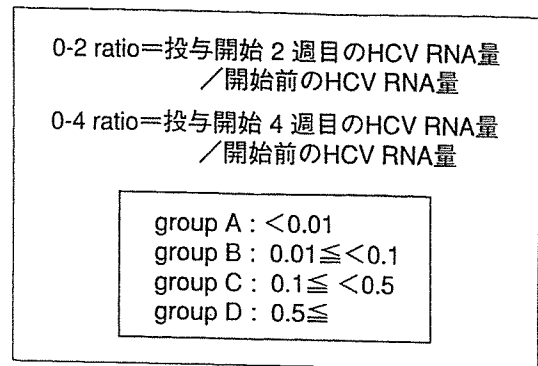 0-2 ratio＝投与開始 2 週目のHCV RNA量
／開始前のHCV RNA量
0-4 ratio＝投与開始 4 週目のHCV RNA量
／開始前のHCV RNA量
group A : ＜0.01
group B : 0.01≦＜0.1
group C : 0.1≦ ＜0.5
group D : 0.5≦